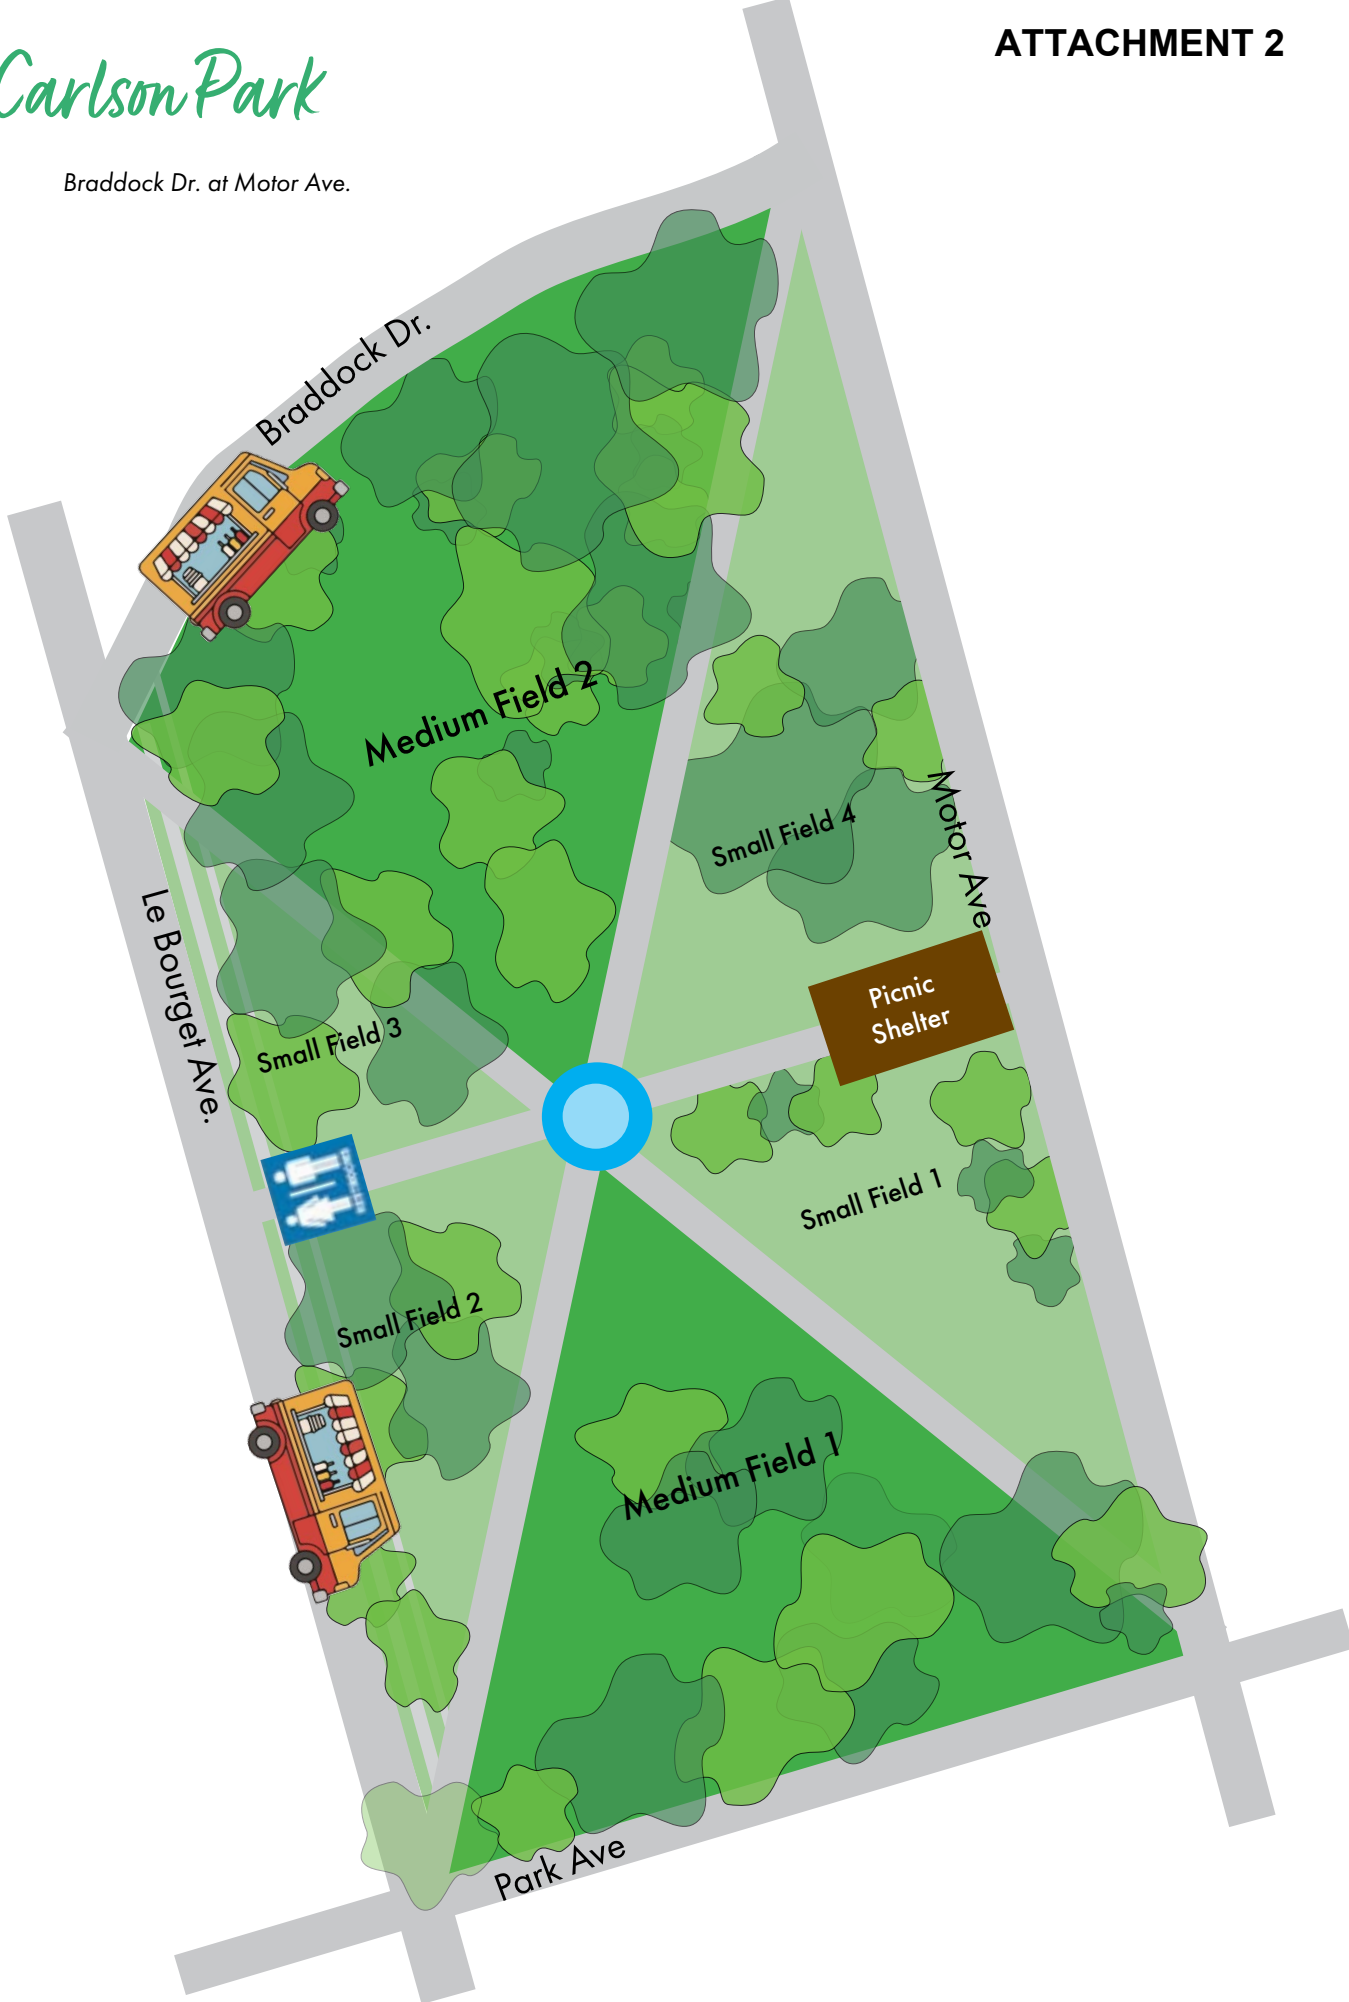 ATTACHMENT 2
Carlson Park
Braddock Dr. at Motor Ave.
Braddock Dr.
Medium Field 2
Small Field 4
Motor Ave
Le Bourget Ave.
Picnic
Shelter
Small Field 3
Small Field 1
Small Field 2
Medium Field 1
Park Ave